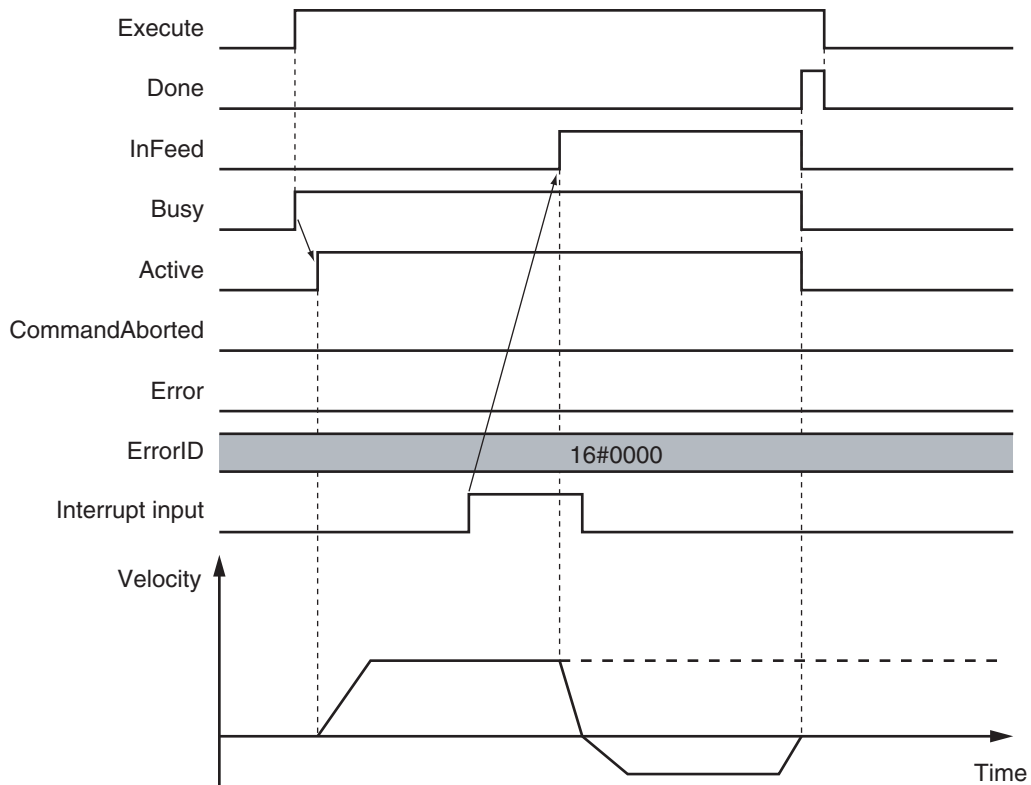 Execute
Done
InFeed
Busy
Active
CommandAborted
Error
ErrorID
16#0000
Interrupt input
Velocity
Time